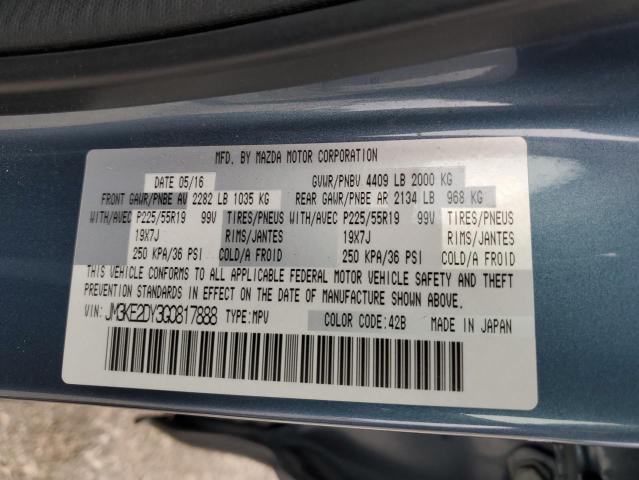 MFD. BY MAZDA MOTOR CORPORATION
DATE 05/16 GVWR/PNBV 4409 LB 2000 KG
FRONT GAWR/PNBE AV 2282 LB 1035 KG REAR GAWR/PNBE AR 2134 LB 968 KG
WITH/AVEC P225/55R19 99V TIRES/PNEUS WITH/AVEC P225/55R19 99V TIRES/PNEUS
19X7J RIMS/JANTES 19X7J RIMS/JANTES
250 KPA/36 PSI COLD/A FROID 250 KPA/36 PSI COLD/A FROID
THIS VEHICLE CONFORMS TO ALL APPLICABLE FEDERAL MOTOR VEHICLE SAFETY AND THEFT
PREVENTION STANDARDS IN EFFECT ON THE DATE OF MANUFACTURE SHOWN ABOVE.
VIN: JM3KE2DY3G0817888 TYPE:MPV COLOR CODE:42B MADE IN JAPAN